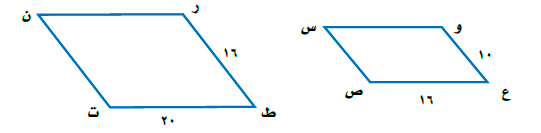 ن ر س و
١٦ ١٠
ت ٢٠ ط ص ١٦ ع